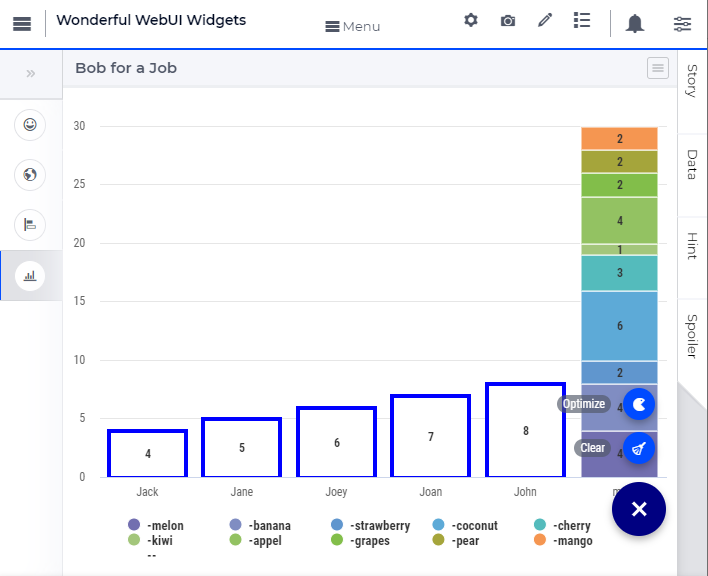 Wonderful WebUI Widgets
Menu
Bob for a Job
Story
Data
Hint
Spoiler
30
25
20
15
10
5
0
2
2
2
4
1
3
6
2
4
4
4
5
6
7
8
Optimize
Clear
Jack
Jane
Joey
Joan
John
-melon
-banana
-strawberry
-coconut
-cherry
-kiwi
-appel
-grapes
-pear
-mango
--